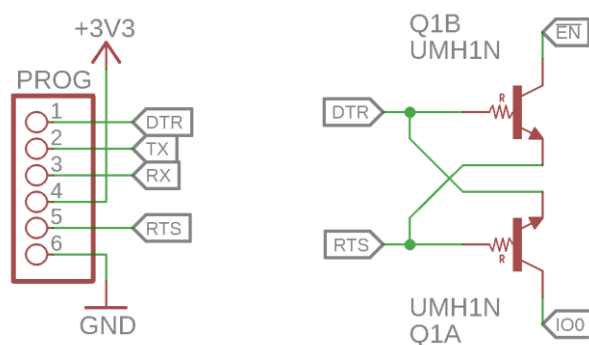 +3V3
PROG
1
DTR
2
TX
3
RX
4
5
RTS
6
GND
Q1B
UMH1N
EN
DTR
R
RTS
R
UMH1N
Q1A
IO0